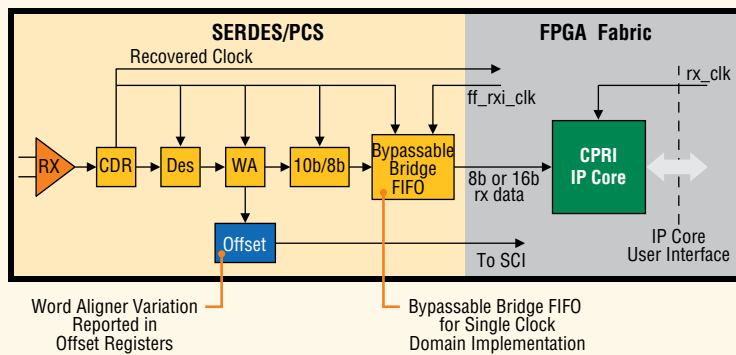 SERDES/PCS
FPGA Fabric
Recovered Clock
rx_clk
ff_rxi_clk
RX
CDR
Des
WA
10b/8b
Bypassable
Bridge
FIFO
8b or 16b
rx data
CPRI
IP Core
Offset
To SCI
IP Core
User Interface
Word Aligner Variation
Reported in
Offset Registers
Bypassable Bridge FIFO
for Single Clock
Domain Implementation